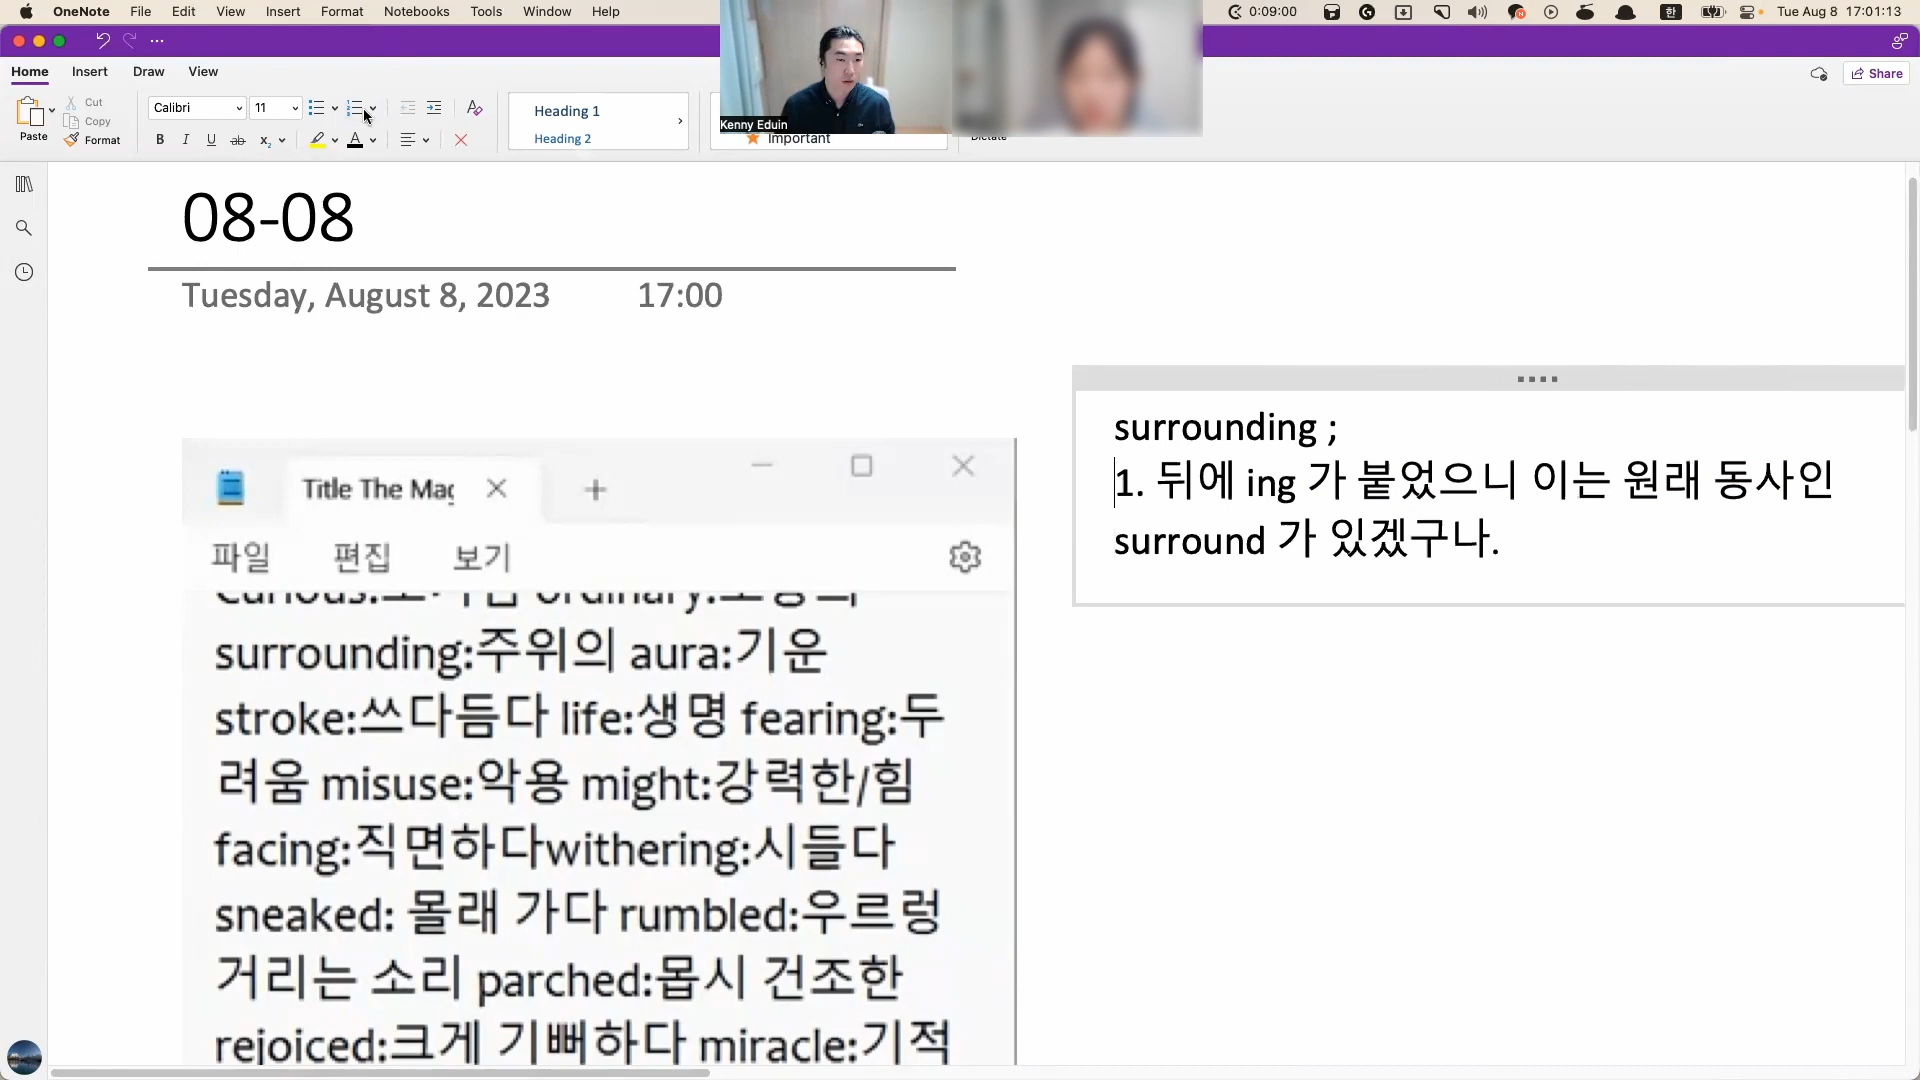 OneNote File Edit View Insert Format Notebooks Tools Window Help
0:09:00 한 Tue Aug 8 17:01:13
Home Insert Draw View
Share
Paste
Cut
Copy
Format
Calibri 11
B I U ab x₂ A
Heading 1
Heading 2
Important
Dictate
Kenny Eduin
08-08
Tuesday, August 8, 2023 17:00
surrounding ;
1. 뒤에 ing 가 붙었으니 이는 원래 동사인
surround 가 있겠구나.
Title The Mag
파일 편집 보기
surrounding:주위의 aura:기운
stroke:쓰다듬다 life:생명 fearing:두
려움 misuse:악용 might:강력한/힘
facing:직면하다withering:시들다
sneaked: 몰래 가다 rumbled:우르렁
거리는 소리 parched:몹시 건조한
rejoiced:크게 기뻐하다 miracle:기적